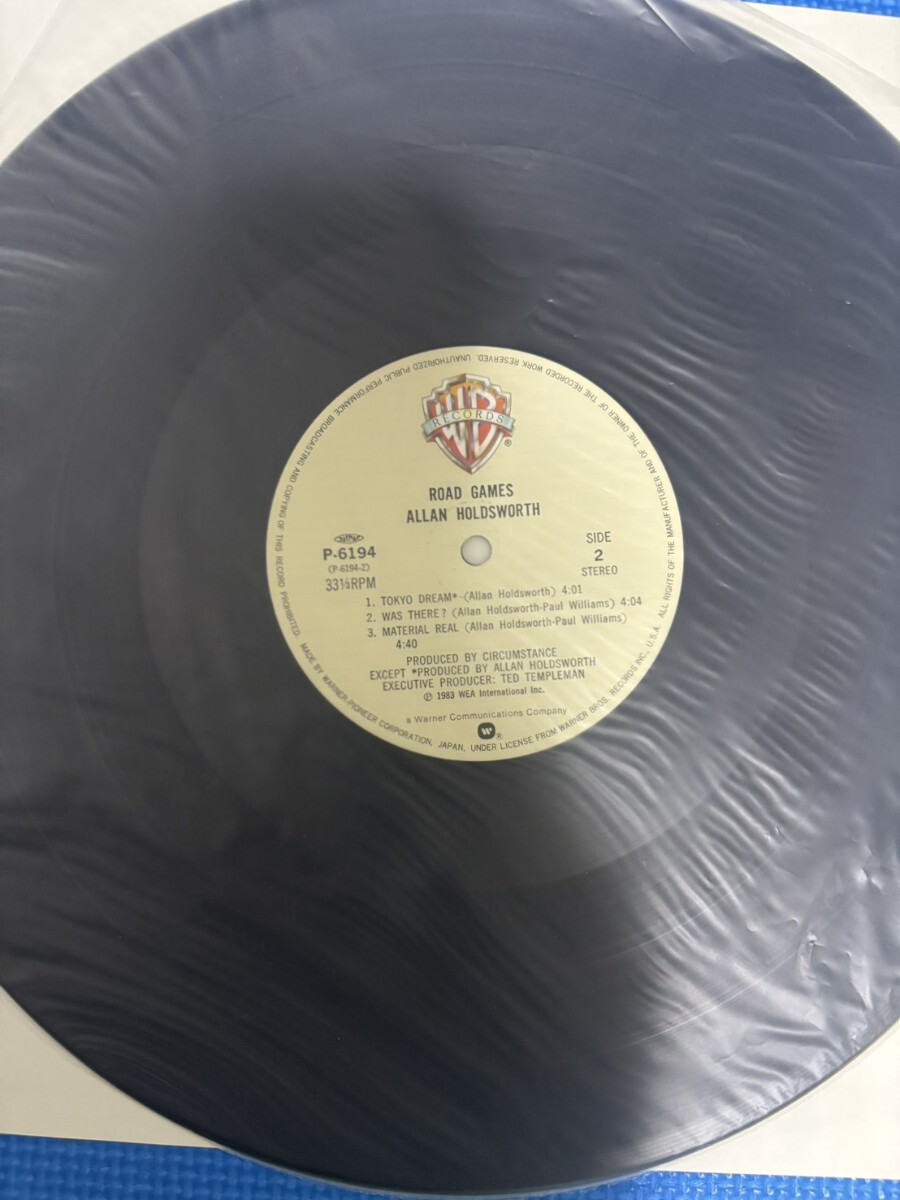 WB
RECORDS
®
ROAD GAMES
ALLAN HOLDSWORTH
P-6194
(P-6194-2)
33⅓RPM
SIDE
2
STEREO
1. TOKYO DREAM* (Allan Holdsworth) 4:01
2. WAS THERE? (Allan Holdsworth-Paul Williams) 4:04
3. MATERIAL REAL (Allan Holdsworth-Paul Williams)
4:40
PRODUCED BY CIRCUMSTANCE
EXCEPT *PRODUCED BY ALLAN HOLDSWORTH
EXECUTIVE PRODUCER: TED TEMPLEMAN
℗ 1983 WEA International Inc.
a Warner Communications Company
®
MADE BY WARNER-PIONEER CORPORATION, JAPAN, UNDER LICENSE FROM WARNER BROS. RECORDS INC., U.S.A. ALL RIGHTS OF THE MANUFACTURER AND OF THE OWNER OF THE RECORDED WORK RESERVED. UNAUTHORIZED PUBLIC PERFORMANCE BROADCASTING AND COPYING OF THIS RECORD PROHIBITED.